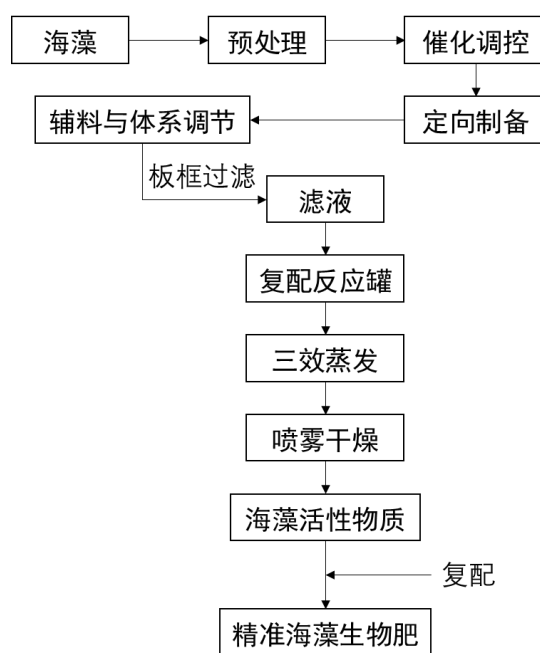 海藻
预处理
催化调控
定向制备
辅料与体系调节
板框过滤
滤液
复配反应罐
三效蒸发
喷雾干燥
海藻活性物质
复配
精准海藻生物肥